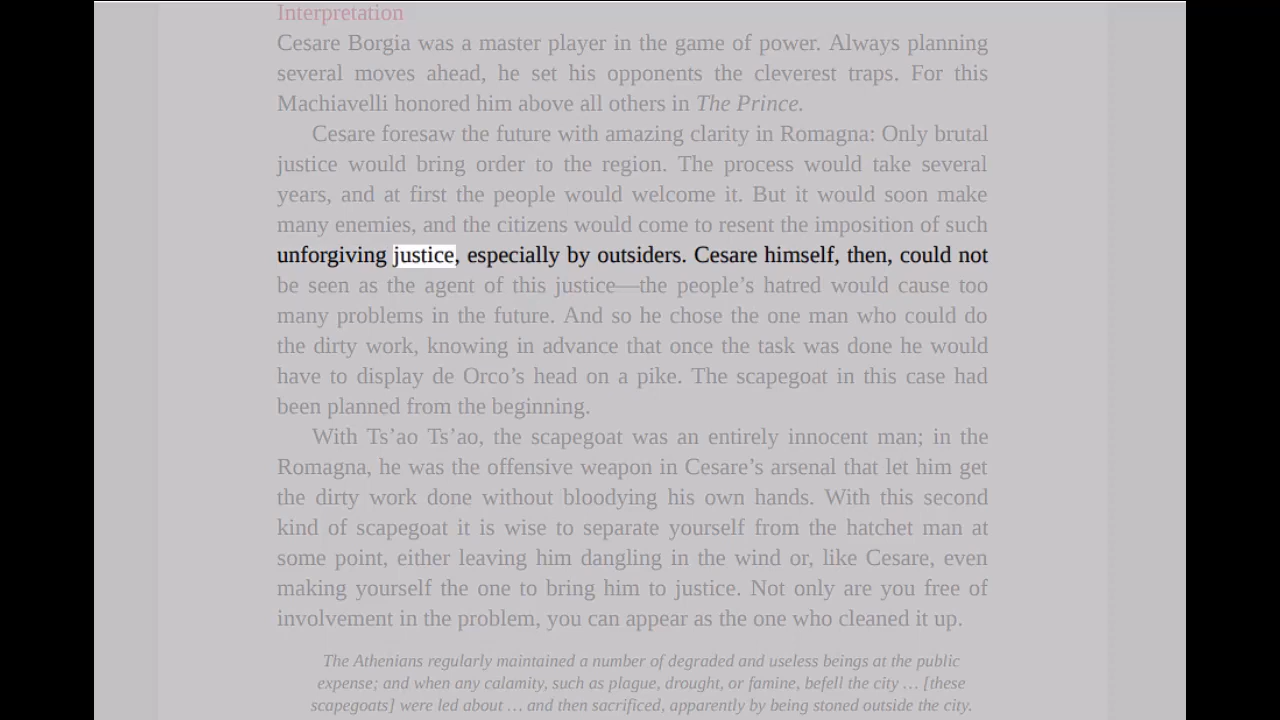 Interpretation
Cesare Borgia was a master player in the game of power. Always planning
several moves ahead, he set his opponents the cleverest traps. For this
Machiavelli honored him above all others in The Prince.
Cesare foresaw the future with amazing clarity in Romagna: Only brutal
justice would bring order to the region. The process would take several
years, and at first the people would welcome it. But it would soon make
many enemies, and the citizens would come to resent the imposition of such
unforgiving justice, especially by outsiders. Cesare himself, then, could not
be seen as the agent of this justice—the people’s hatred would cause too
many problems in the future. And so he chose the one man who could do
the dirty work, knowing in advance that once the task was done he would
have to display de Orco’s head on a pike. The scapegoat in this case had
been planned from the beginning.
With Ts’ao Ts’ao, the scapegoat was an entirely innocent man; in the
Romagna, he was the offensive weapon in Cesare’s arsenal that let him get
the dirty work done without bloodying his own hands. With this second
kind of scapegoat it is wise to separate yourself from the hatchet man at
some point, either leaving him dangling in the wind or, like Cesare, even
making yourself the one to bring him to justice. Not only are you free of
involvement in the problem, you can appear as the one who cleaned it up.
The Athenians regularly maintained a number of degraded and useless beings at the public
expense; and when any calamity, such as plague, drought, or famine, befell the city … [these
scapegoats] were led about … and then sacrificed, apparently by being stoned outside the city.